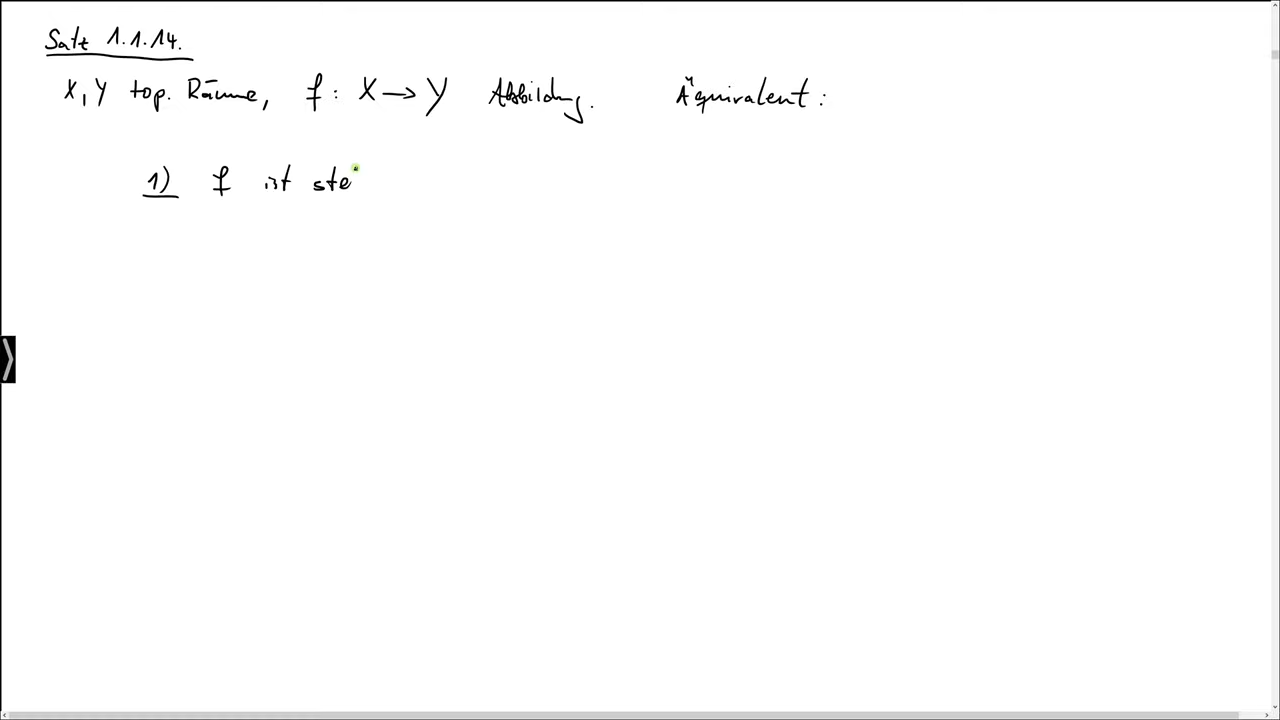 Satz 1.1.14.
X, Y top. Räume, f: X → Y Abbildung. Äquivalent:
1) f ist ste